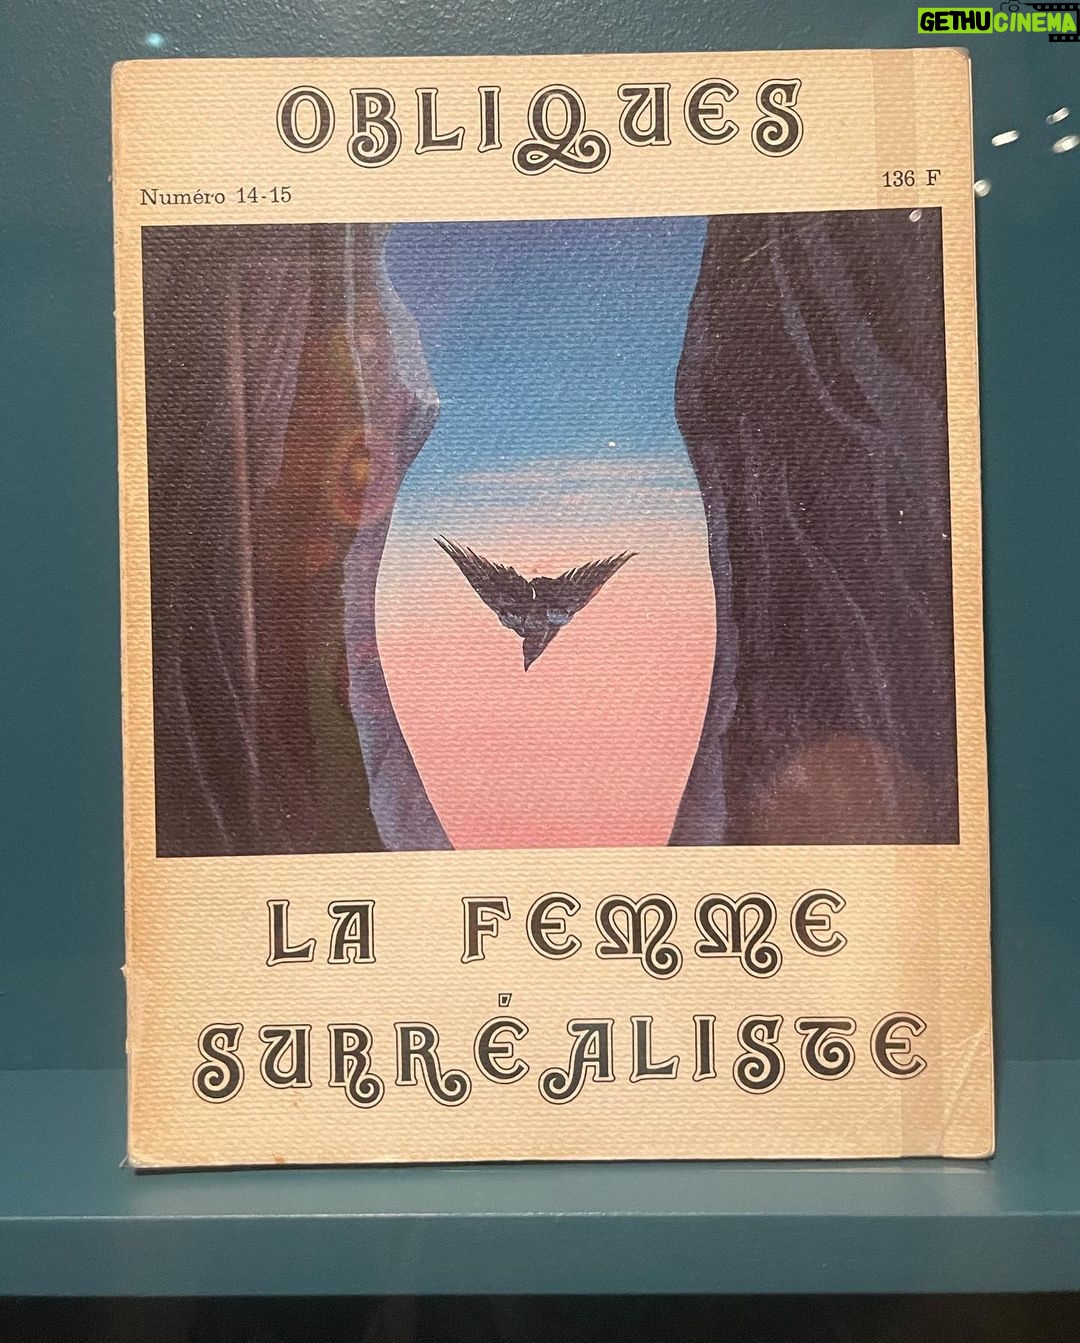 GETHUCINEMA
OBLIQUES
Numéro 14-15
136 F
LA FEMME
SURRÉALISTE